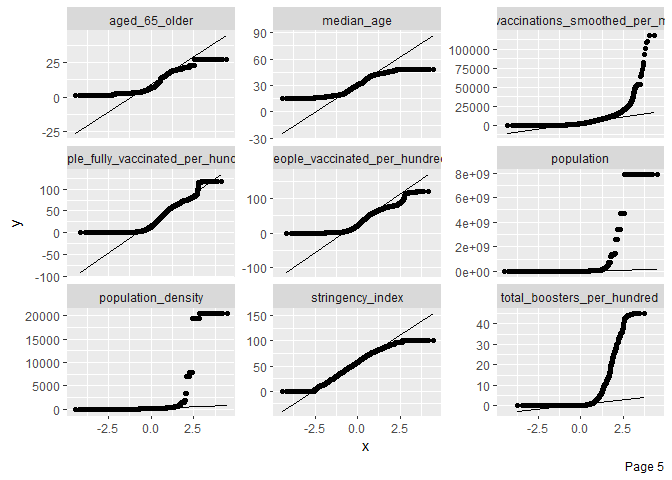 aged_65_older median_age vaccinations_smoothed_per_m
25
0
-25
90
60
30
0
-30
100000
75000
50000
25000
0
ple_fully_vaccinated_per_hund eople_vaccinated_per_hundred population
100
50
0
-50
-100
100
0
-100
8e+09
6e+09
4e+09
2e+09
0e+00
population_density stringency_index total_boosters_per_hundred
20000
15000
10000
5000
0
150
100
50
0
40
30
20
10
0
-2.5 0.0 2.5 -2.5 0.0 2.5 -2.5 0.0 2.5
y
x
Page 5